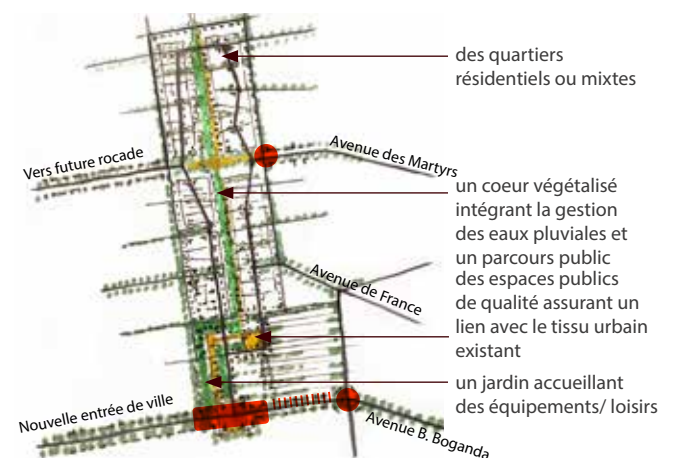 des quartiers
résidentiels ou mixtes
Vers future rocade
Avenue des Martyrs
un coeur végétalisé
intégrant la gestion
des eaux pluviales et
un parcours public
des espaces publics
de qualité assurant un
lien avec le tissu urbain
existant
Avenue de France
un jardin accueillant
des équipements/ loisirs
Nouvelle entrée de ville
Avenue B. Boganda